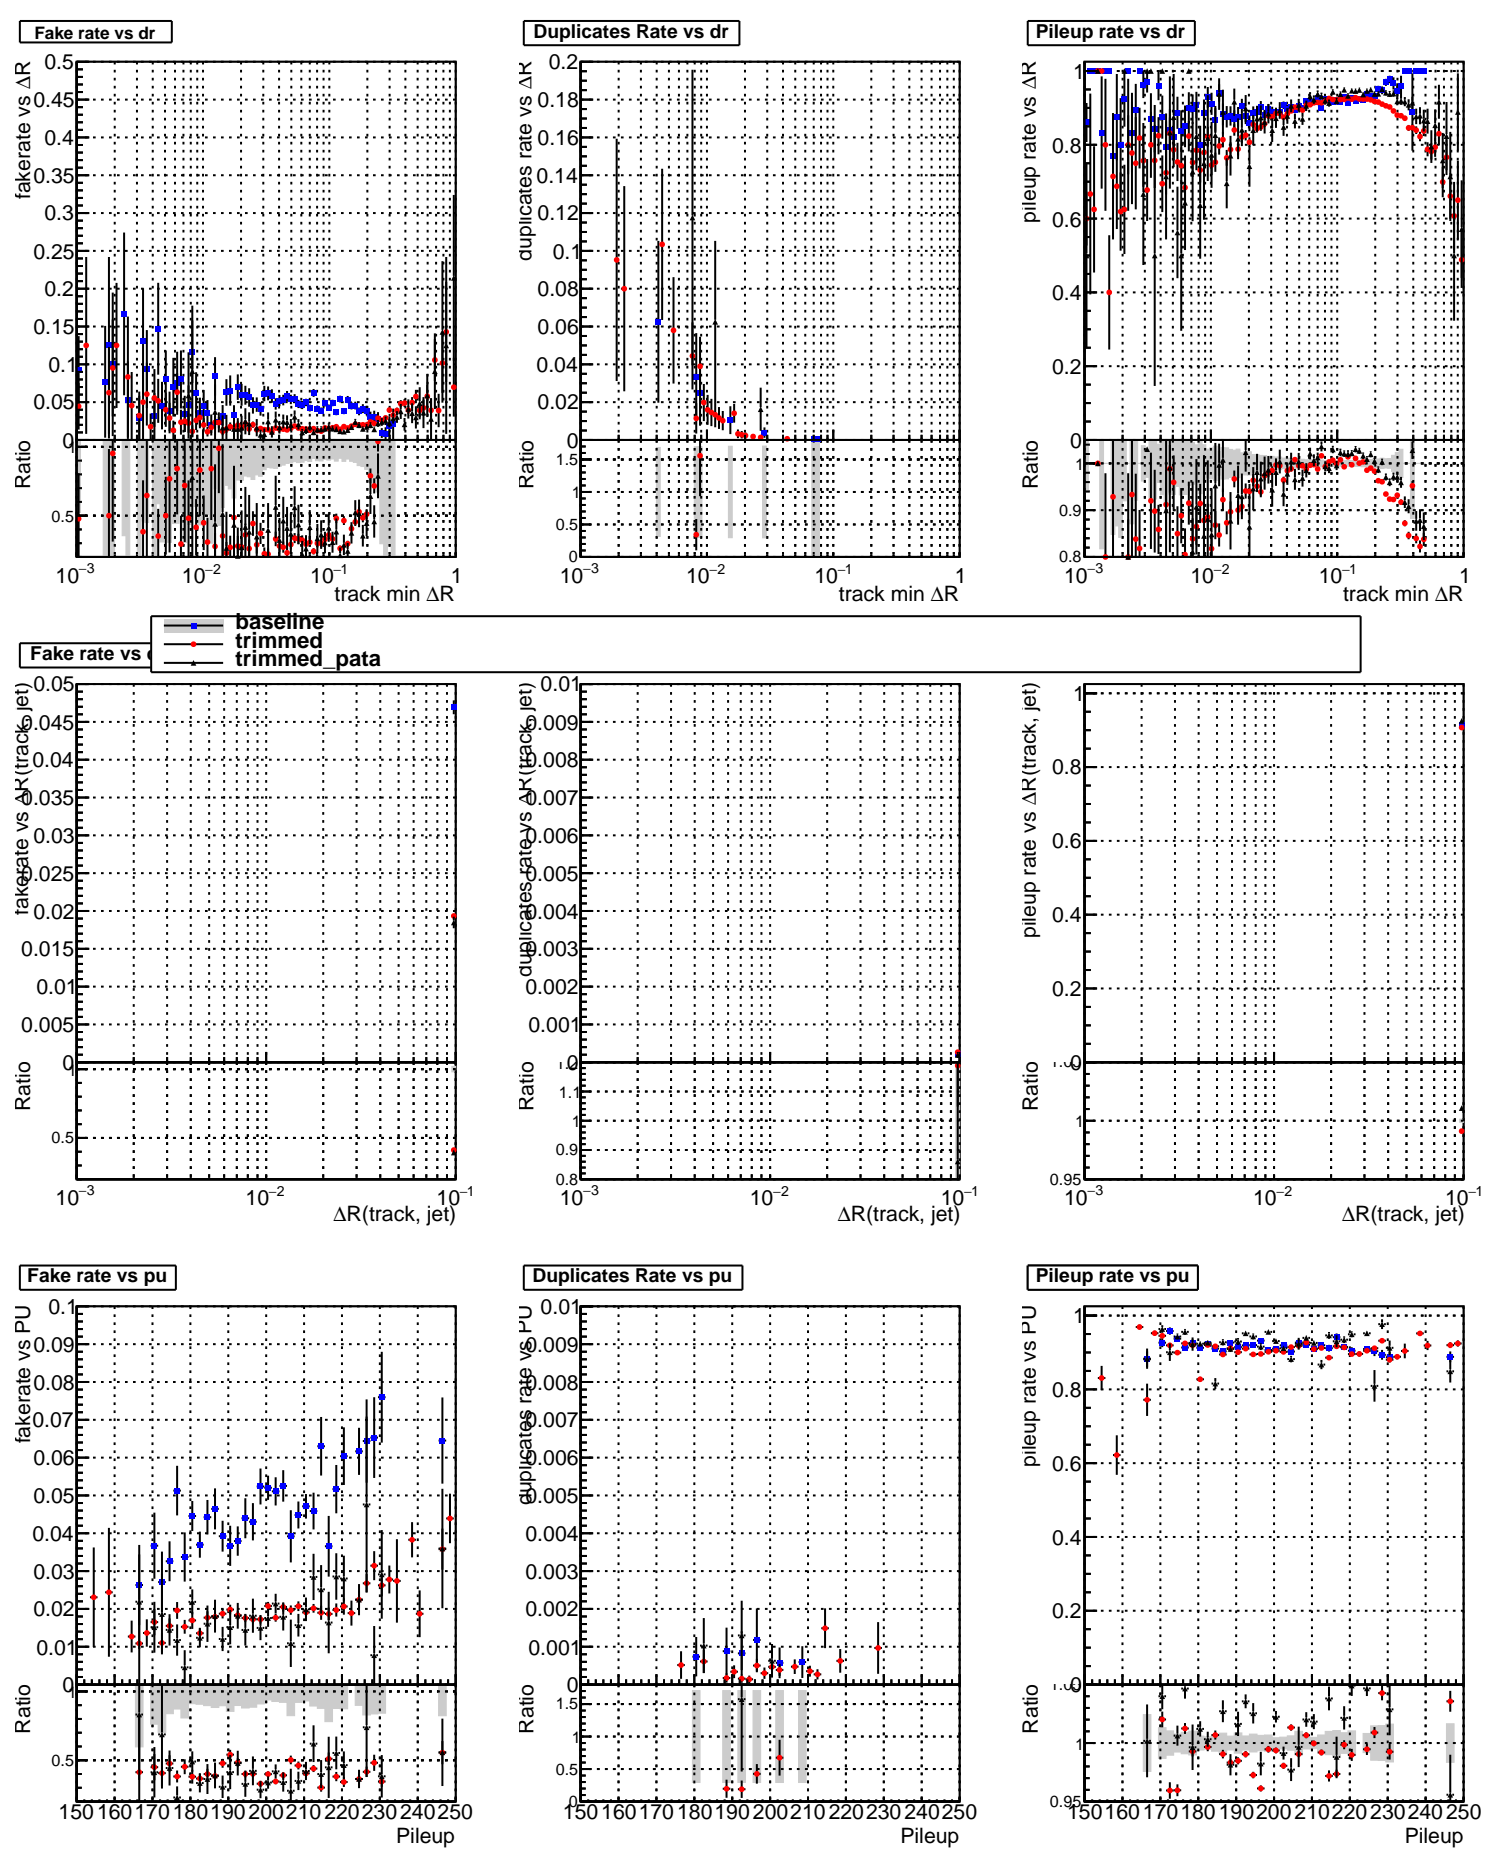 Fake rate vs dr
Duplicates Rate vs dr
Pileup rate vs dr
fakerate vs ΔR
0.5
0.45
0.4
0.35
0.3
0.25
0.2
0.15
0.1
0.05
0
Ratio
1
0.5
10⁻³ 10⁻² 10⁻¹ 1
track min ΔR
duplicates rate vs ΔR
0.2
0.18
0.16
0.14
0.12
0.1
0.08
0.06
0.04
0.02
0
Ratio
1.5
1
0.5
0
10⁻³ 10⁻² 10⁻¹ 1
track min ΔR
pileup rate vs ΔR
1
0.8
0.6
0.4
0.2
0
Ratio
1
0.9
0.8
10⁻³ 10⁻² 10⁻¹ 1
track min ΔR
baseline
trimmed
trimmed_pata
Fake rate vs
fakerate vs ΔR(track, jet)
0.05
0.045
0.04
0.035
0.03
0.025
0.02
0.015
0.01
0.005
0
Ratio
1
0.5
10⁻³ 10⁻² 10⁻¹
ΔR(track, jet)
duplicates rate vs ΔR(track, jet)
0.01
0.009
0.008
0.007
0.006
0.005
0.004
0.003
0.002
0.001
0
Ratio
1.1
1
0.9
0.8
10⁻³ 10⁻² 10⁻¹
ΔR(track, jet)
pileup rate vs ΔR(track, jet)
1
0.8
0.6
0.4
0.2
0
Ratio
1
0.95
10⁻³ 10⁻² 10⁻¹
ΔR(track, jet)
Fake rate vs pu
Duplicates Rate vs pu
Pileup rate vs pu
fakerate vs PU
0.1
0.09
0.08
0.07
0.06
0.05
0.04
0.03
0.02
0.01
0
Ratio
1
0.5
150 160 170 180 190 200 210 220 230 240 250
Pileup
duplicates rate vs PU
0.01
0.009
0.008
0.007
0.006
0.005
0.004
0.003
0.002
0.001
0
Ratio
1.5
1
0.5
0
150 160 170 180 190 200 210 220 230 240 250
Pileup
pileup rate vs PU
1
0.8
0.6
0.4
0.2
0
Ratio
1
0.95
150 160 170 180 190 200 210 220 230 240 250
Pileup